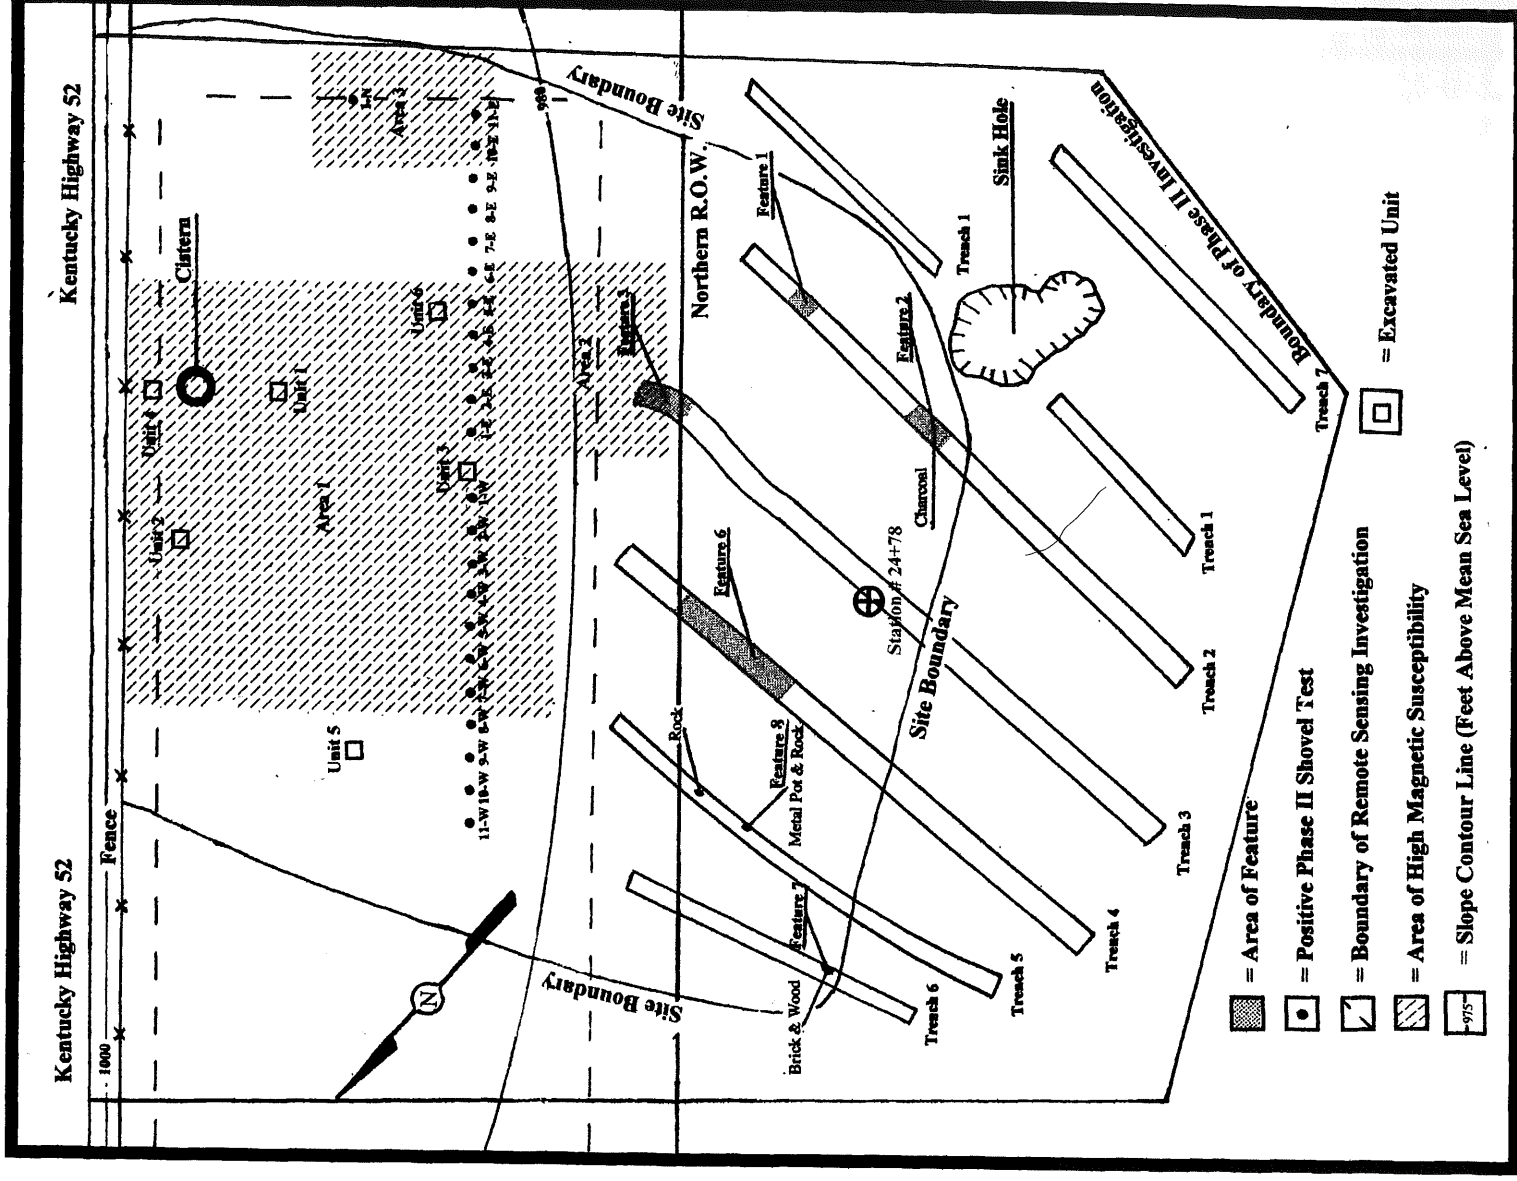 Kentucky Highway 52
Kentucky Highway 52
1000
Fence
Cistern
Unit 4
Unit 2
Unit 1
Unit 6
Unit 3
Unit 5
Area 1
Area 2
Area 3
1-N
11-W 10-W 9-W 8-W 7-W 6-W 5-W 4-W 3-W 2-W 1-W
1-E 2-E 3-E 4-E 5-E 6-E 7-E 8-E 9-E 10-E 11-E
980
N
Site Boundary
Site Boundary
Site Boundary
Northern R.O.W.
Feature 3
Feature 1
Feature 2
Charcoal
Feature 6
Rock
Feature 8
Metal Pot & Rock
Feature 7
Brick & Wood
Station # 24+78
Sink Hole
Trench 1
Trench 1
Trench 2
Trench 3
Trench 4
Trench 5
Trench 6
Trench 7
Boundary of Phase II Investigation
= Area of Feature
= Positive Phase II Shovel Test
= Boundary of Remote Sensing Investigation
= Area of High Magnetic Susceptibility
975
= Slope Contour Line (Feet Above Mean Sea Level)
= Excavated Unit